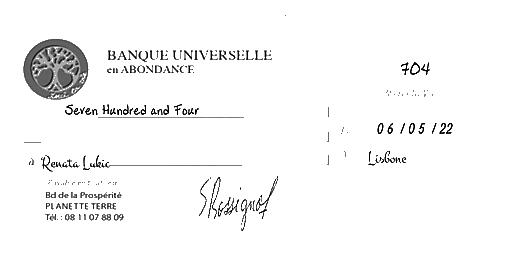 BANQUE UNIVERSELLE
en ABONDANCE
704
Seven Hundred and Four
06/05/22
à Renata Lukic
Lisbone
Bd de la Prospérité
PLANETTE TERRE
Tél. : 08 11 07 88 09
SRossignol